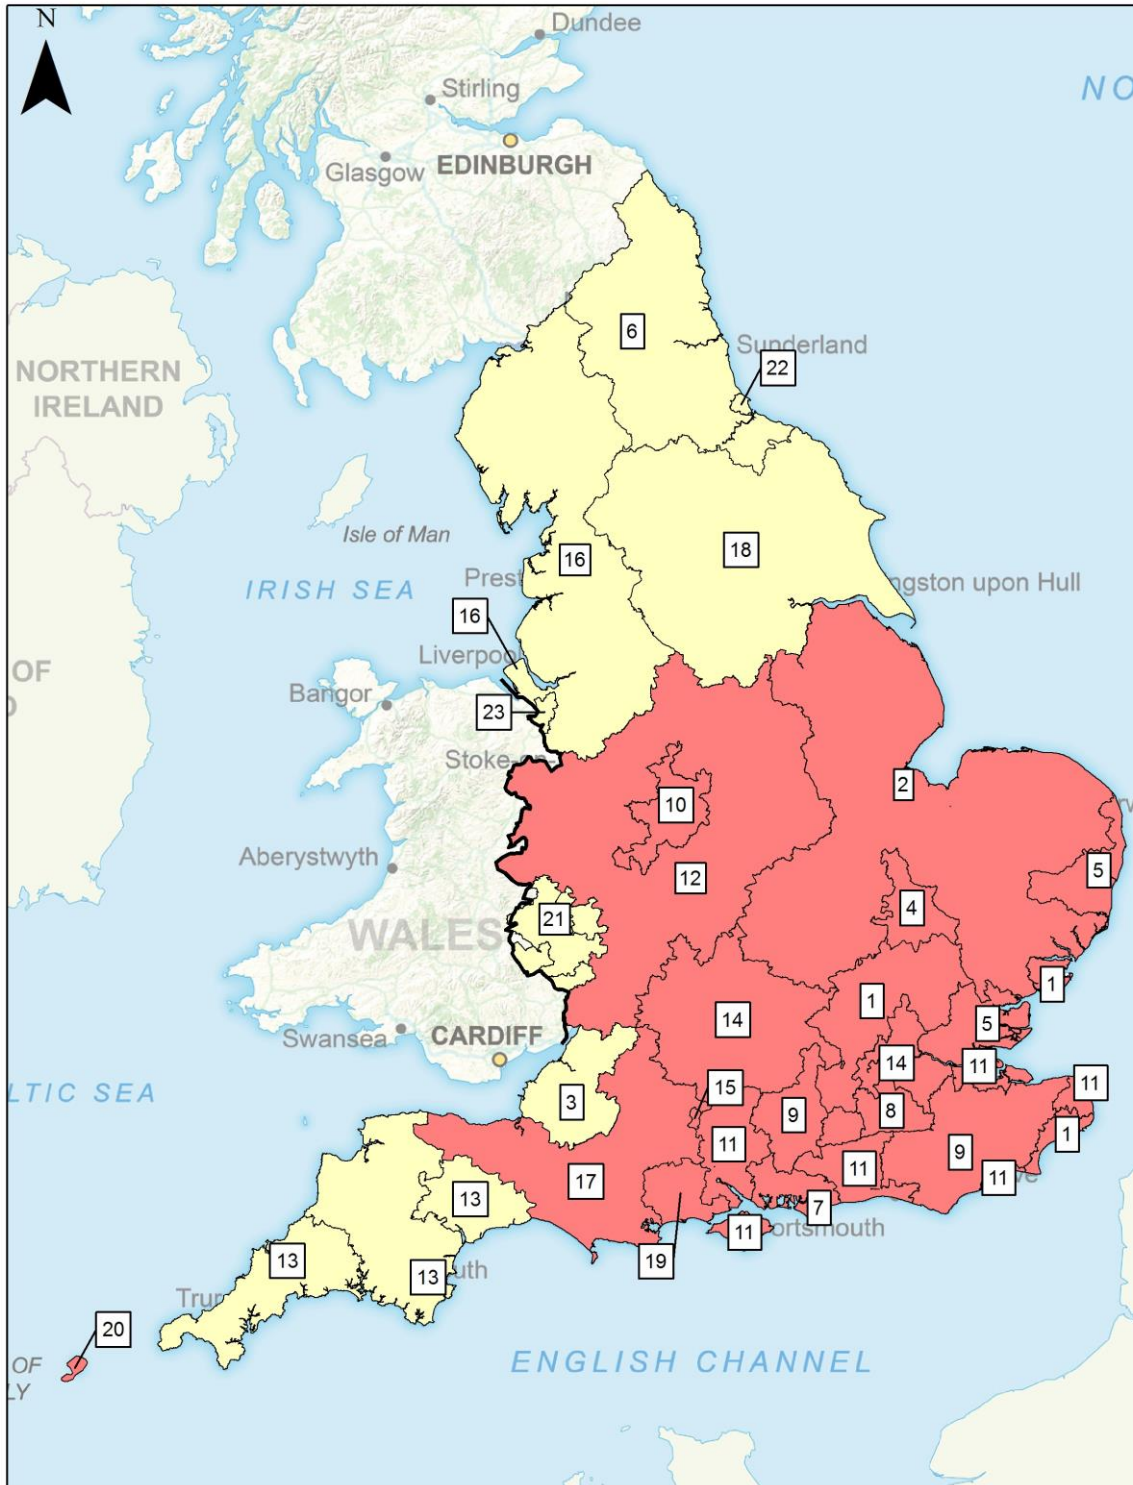 N
Dundee
NO
Stirling
Glasgow
EDINBURGH
6
Sunderland
22
NORTHERN
IRELAND
Isle of Man
16
18
IRISH SEA
Prest
ngston upon Hull
16
Liverpool
OF
Bangor
23
Stoke-on-
2
10
Aberystwyth
12
5
4
WALES
21
1
1
14
5
Swansea
CARDIFF
14
11
LTIC SEA
15
11
3
9
8
1
11
9
11
17
13
11
7
ortsmouth
11
19
13
13
uth
Tru
20
OF
LY
ENGLISH CHANNEL